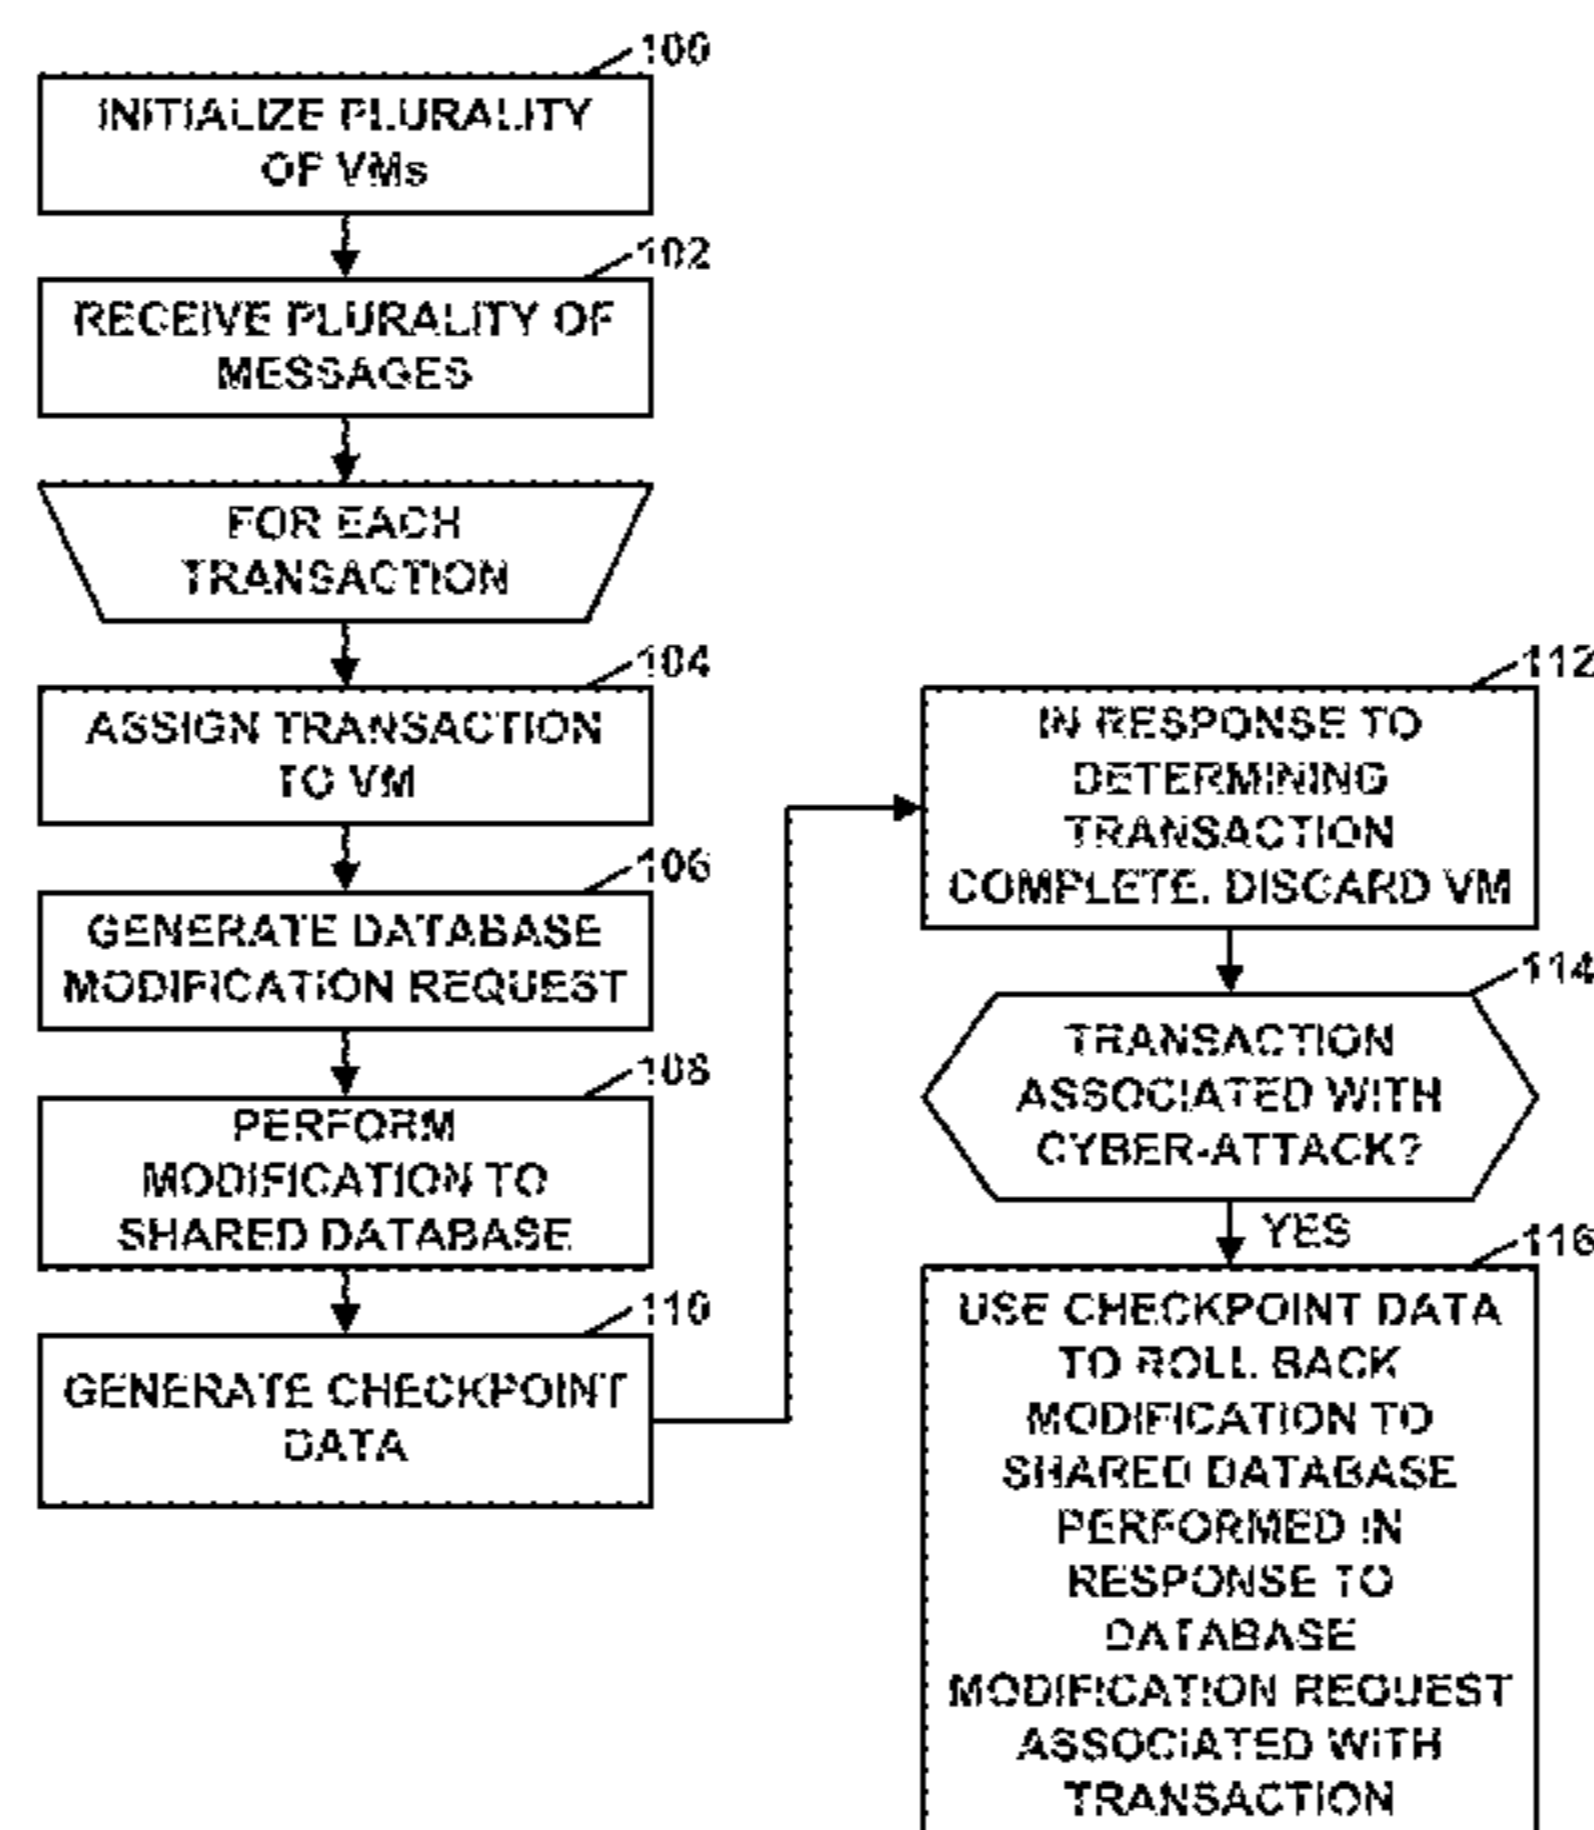 100
INITIALIZE PLURALITY
OF VMs
102
RECEIVE PLURALITY OF
MESSAGES
FOR EACH
TRANSACTION
104
ASSIGN TRANSACTION
TO VM
106
GENERATE DATABASE
MODIFICATION REQUEST
108
PERFORM
MODIFICATION TO
SHARED DATABASE
110
GENERATE CHECKPOINT
DATA
112
IN RESPONSE TO
DETERMINING
TRANSACTION
COMPLETE, DISCARD VM
114
TRANSACTION
ASSOCIATED WITH
CYBER-ATTACK?
YES
116
USE CHECKPOINT DATA
TO ROLL BACK
MODIFICATION TO
SHARED DATABASE
PERFORMED IN
RESPONSE TO
DATABASE
MODIFICATION REQUEST
ASSOCIATED WITH
TRANSACTION